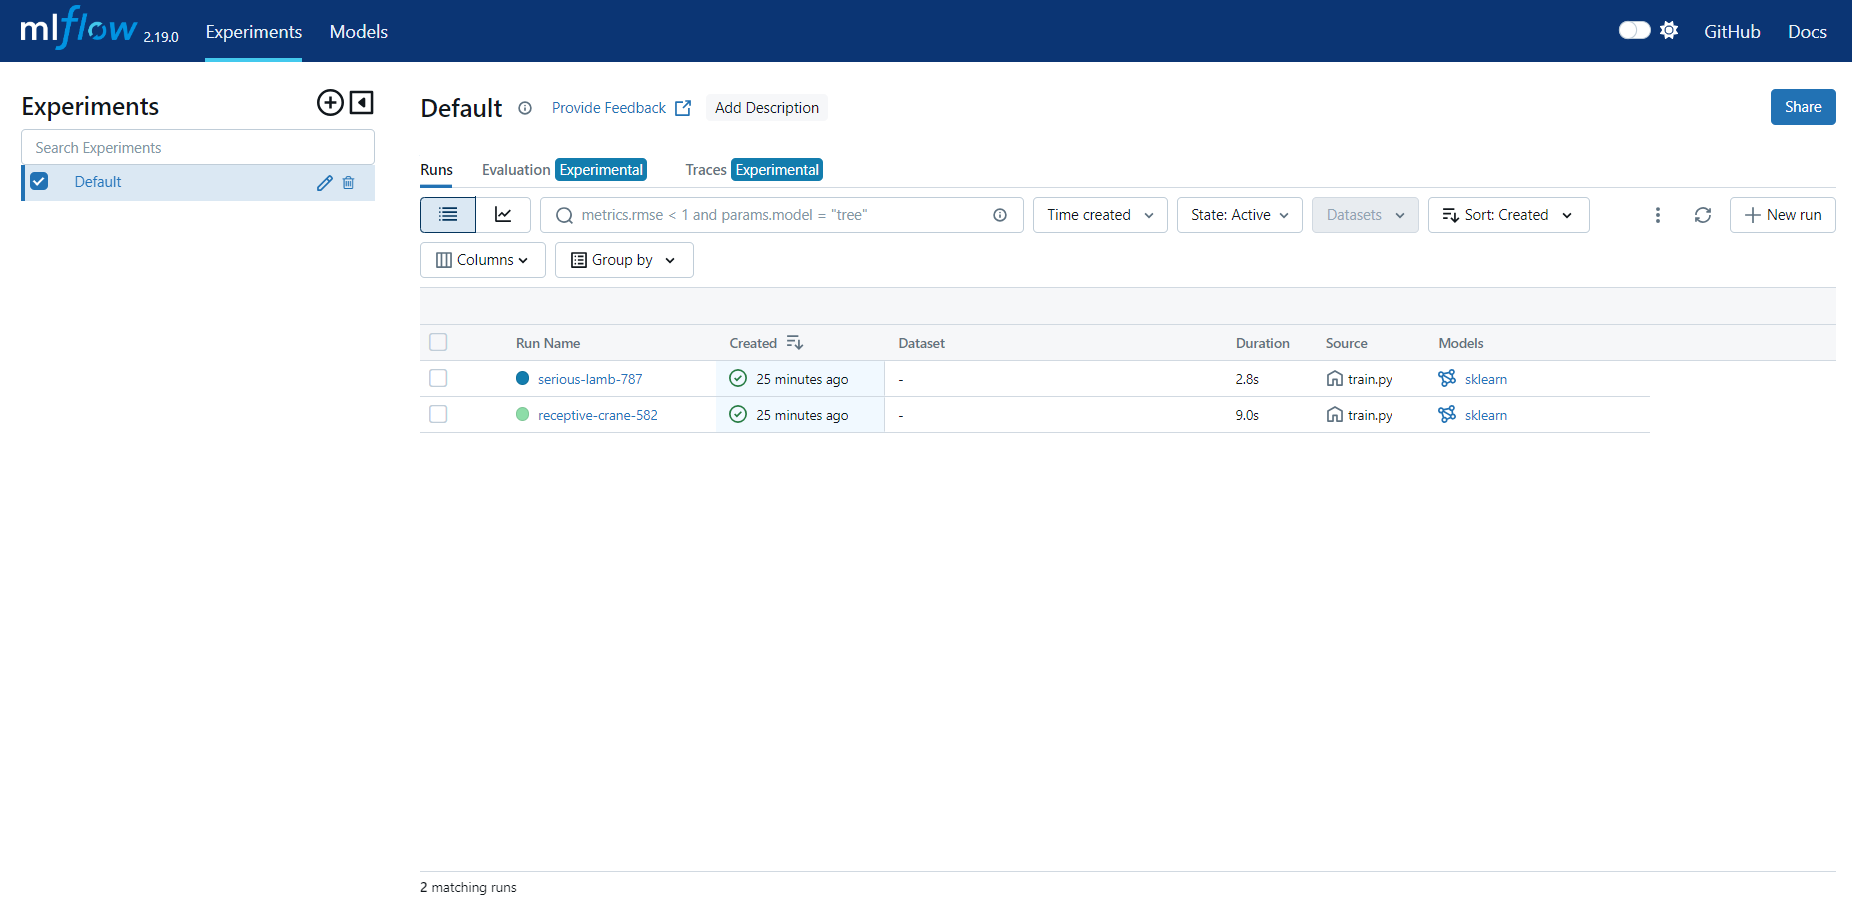 mlflow 2.19.0 Experiments Models GitHub Docs
Experiments
Search Experiments
Default
Default Provide Feedback Add Description Share
Runs Evaluation Experimental Traces Experimental
metrics.rmse < 1 and params.model = "tree" Time created State: Active Datasets Sort: Created New run
Columns Group by
Run Name Created Dataset Duration Source Models
serious-lamb-787 25 minutes ago - 2.8s train.py sklearn
receptive-crane-582 25 minutes ago - 9.0s train.py sklearn
2 matching runs